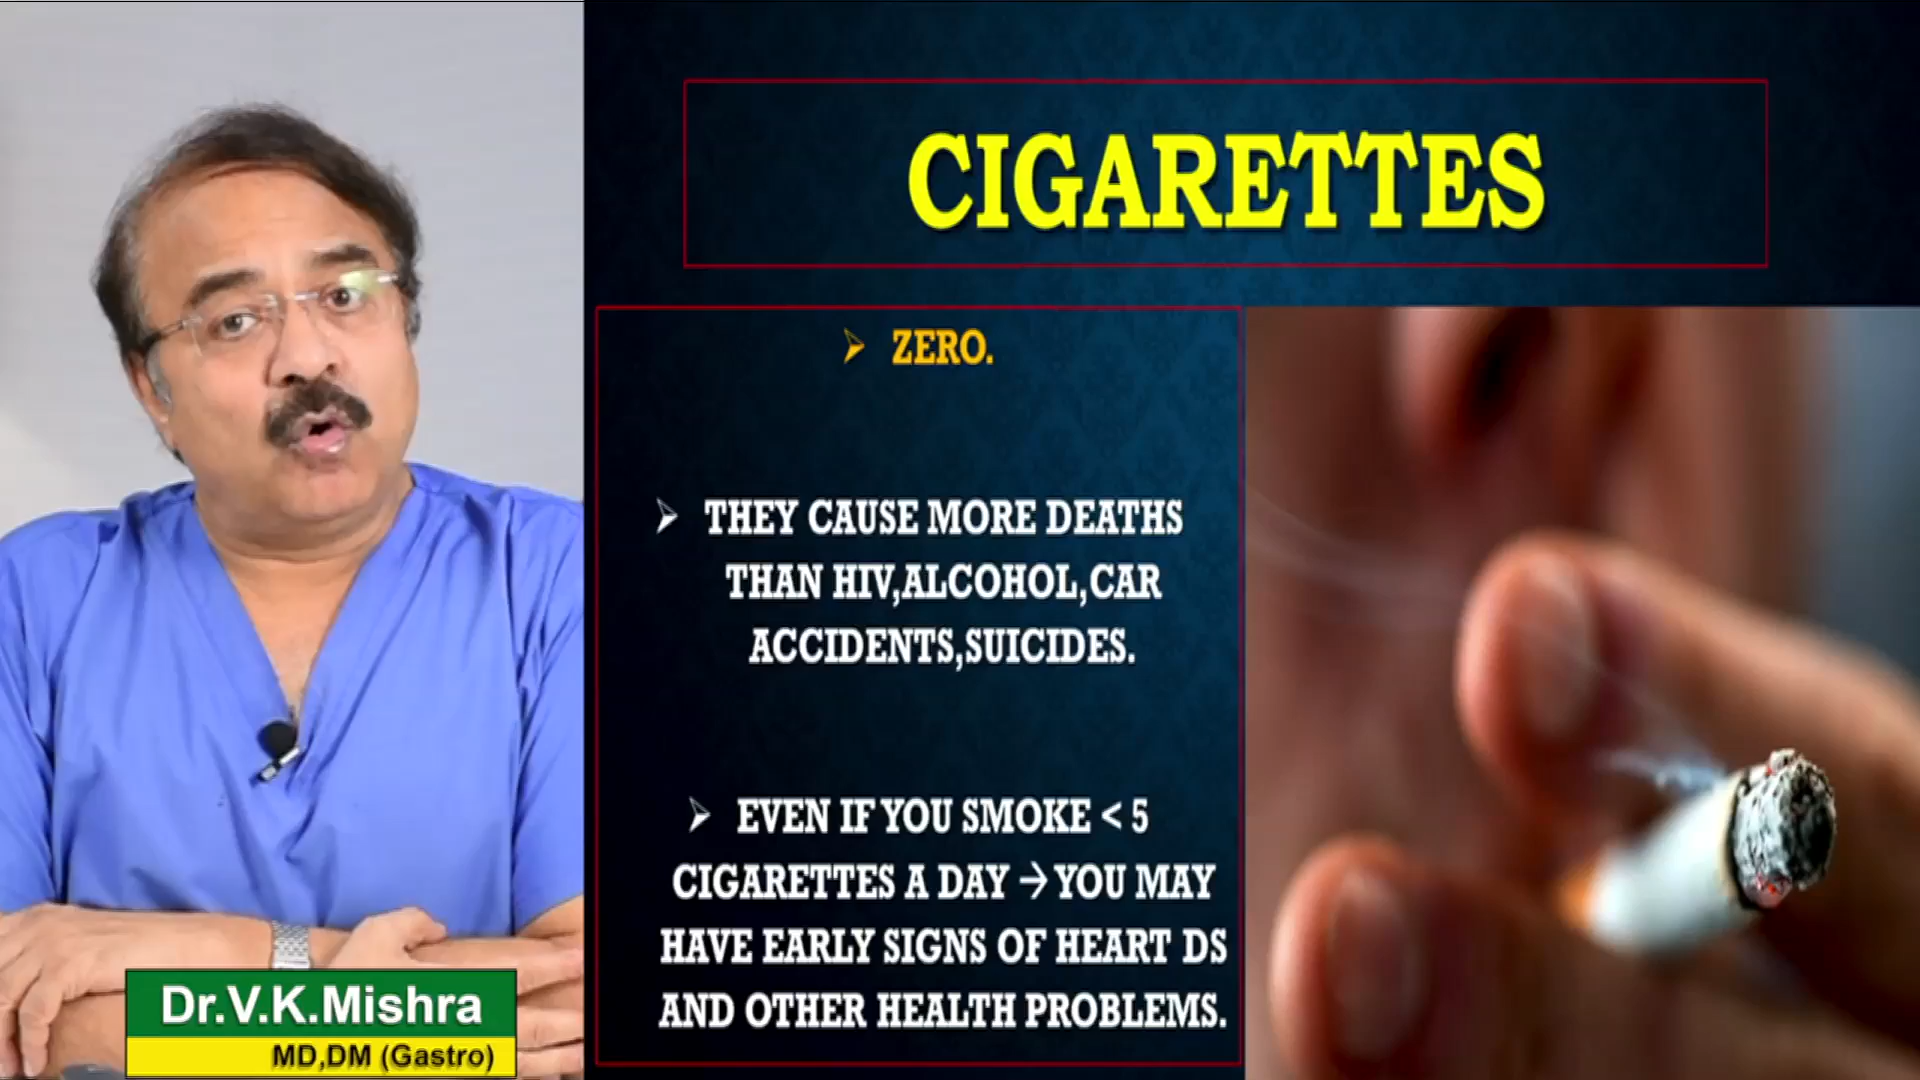 CIGARETTES
ZERO.
THEY CAUSE MORE DEATHS
THAN HIV,ALCOHOL,CAR
ACCIDENTS,SUICIDES.
EVEN IF YOU SMOKE < 5
CIGARETTES A DAY → YOU MAY
HAVE EARLY SIGNS OF HEART DS
AND OTHER HEALTH PROBLEMS.
Dr.V.K.Mishra
MD,DM (Gastro)